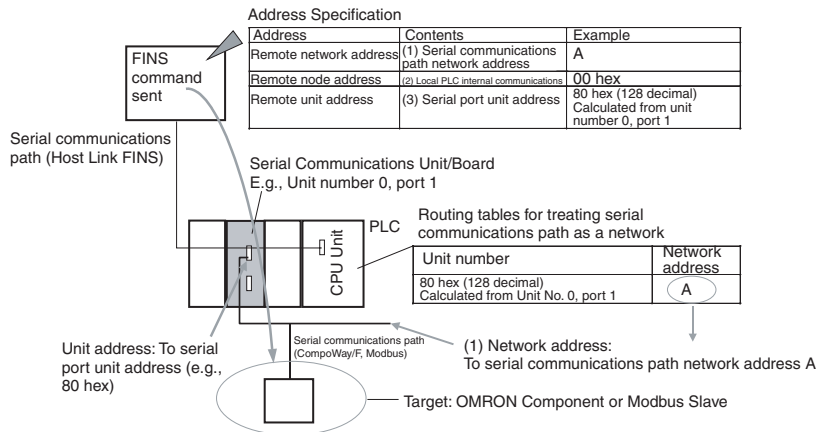 Address Specification
Address Contents Example
Remote network address (1) Serial communications path network address A
Remote node address (2) Local PLC internal communications 00 hex
Remote unit address (3) Serial port unit address 80 hex (128 decimal)
Calculated from unit
number 0, port 1
FINS
command
sent
Serial communications
path (Host Link FINS)
Serial Communications Unit/Board
E.g., Unit number 0, port 1
PLC
CPU Unit
Routing tables for treating serial
communications path as a network
Unit number Network address
80 hex (128 decimal)
Calculated from Unit No. 0, port 1 A
Unit address: To serial
port unit address (e.g.,
80 hex)
Serial communications path
(CompoWay/F, Modbus)
(1) Network address:
To serial communications path network address A
Target: OMRON Component or Modbus Slave